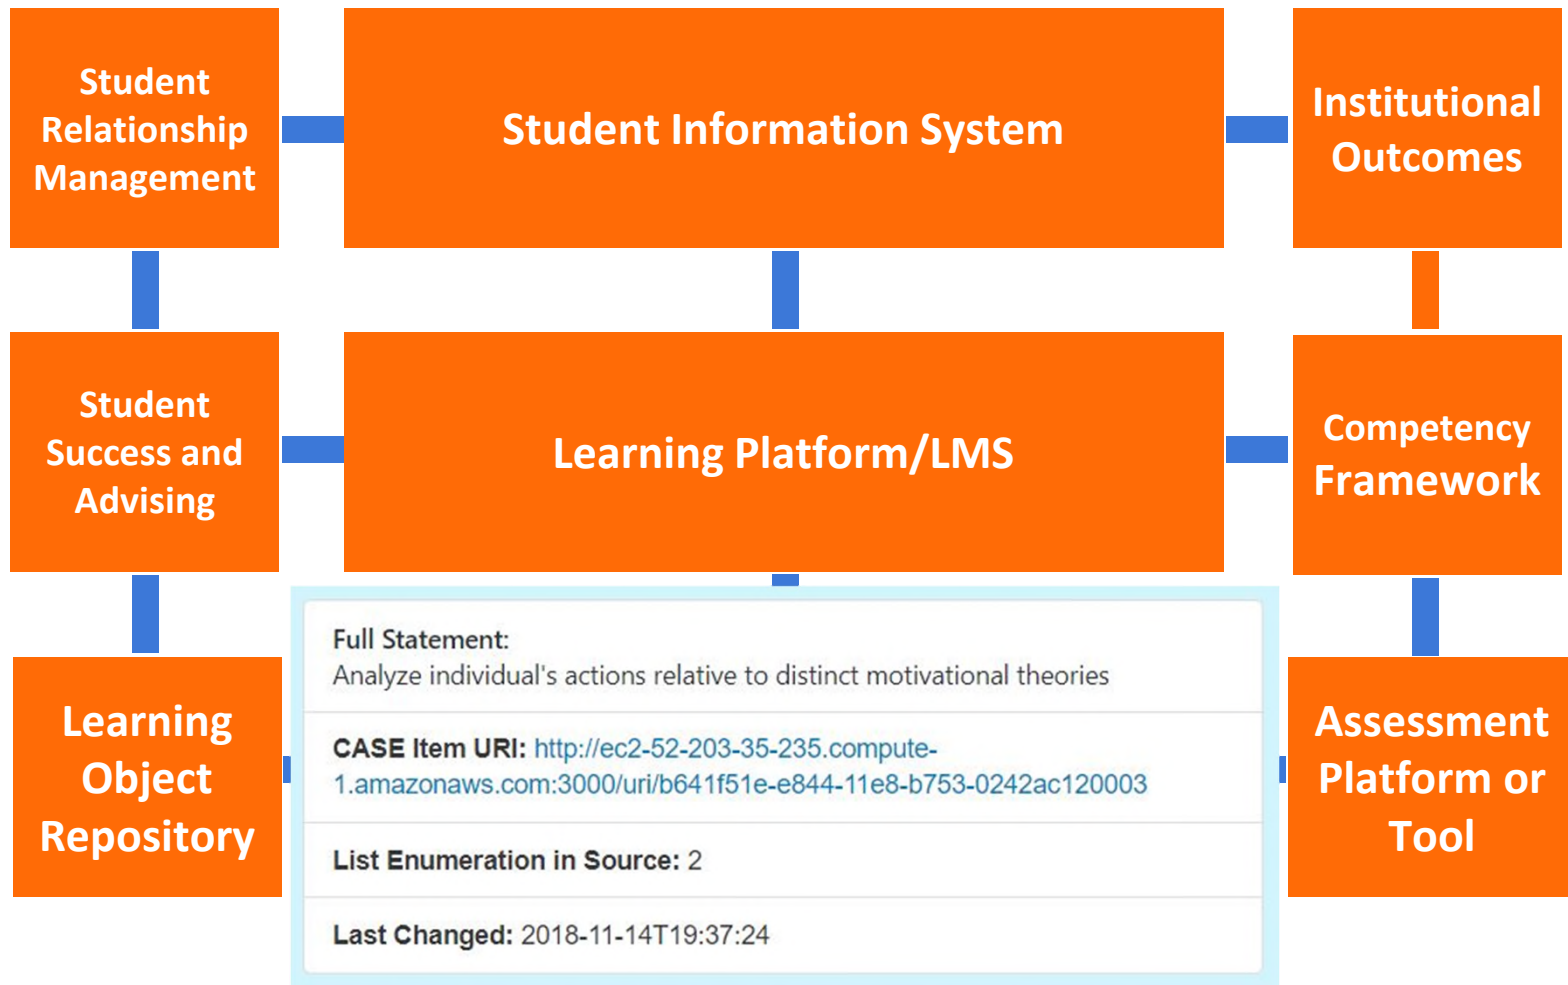 Student
Relationship
Management
Student Information System
Institutional
Outcomes
Student
Success and
Advising
Learning Platform/LMS
Competency
Framework
Learning
Object
Repository
Full Statement:
Analyze individual's actions relative to distinct motivational theories
CASE Item URI: http://ec2-52-203-35-235.compute-
1.amazonaws.com:3000/uri/b641f51e-e844-11e8-b753-0242ac120003
List Enumeration in Source: 2
Last Changed: 2018-11-14T19:37:24
Assessment
Platform or
Tool